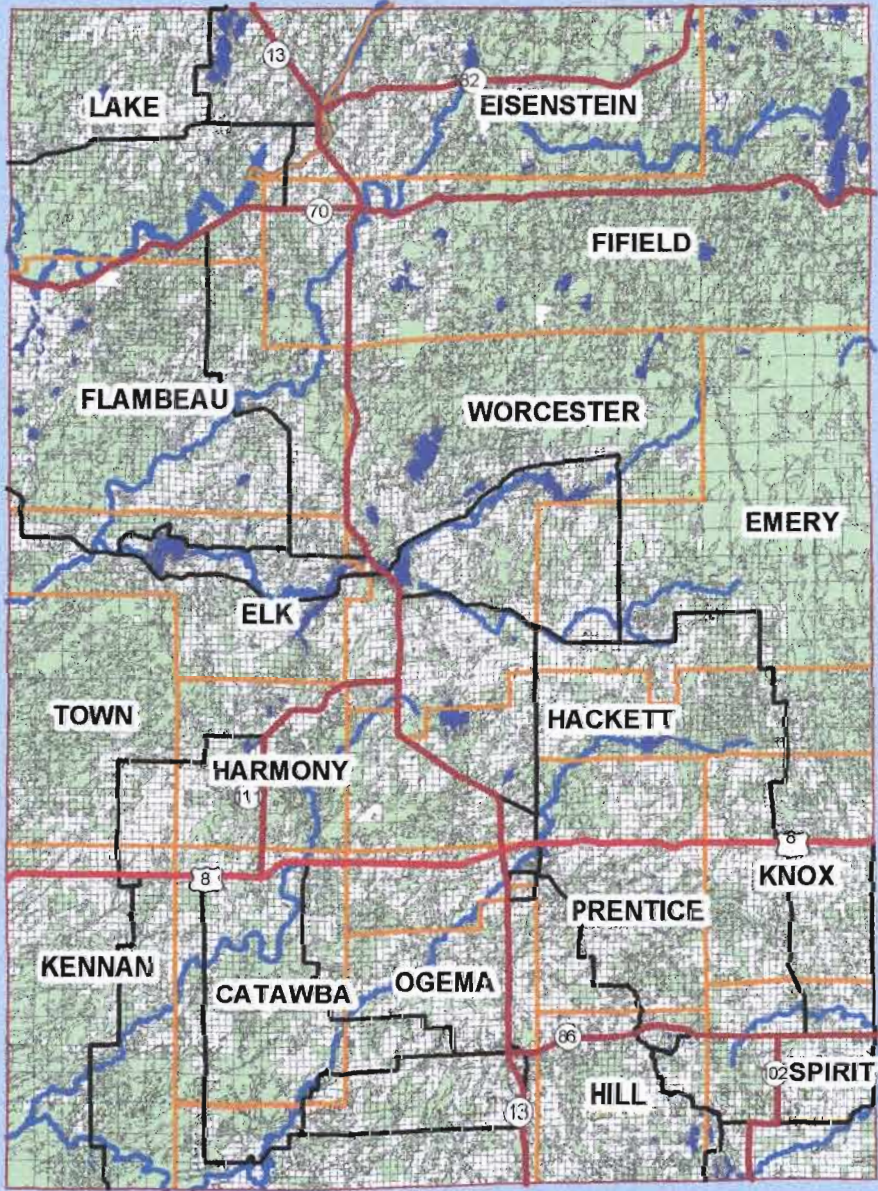 13
LAKE
82
EISENSTEIN
70
FIFIELD
FLAMBEAU
WORCESTER
EMERY
ELK
TOWN
HACKETT
HARMONY
11
8
8
KNOX
PRENTICE
KENNAN
CATAWBA
OGEMA
86
02
SPIRIT
HILL
13